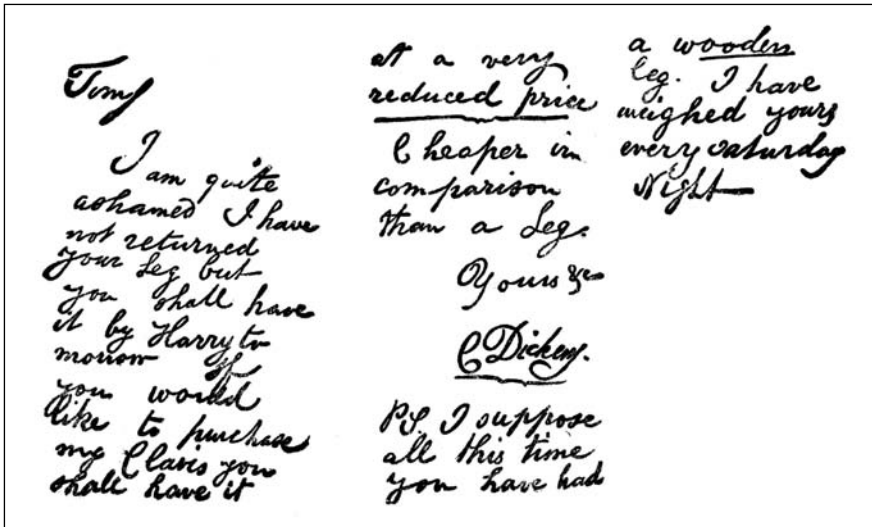 Tom
I am quite
ashamed I have
not returned
your Leg but
you shall have
it by Harry to
morrow If
you would
like to purchase
my Clavis you
shall have it
at a very
reduced price
Cheaper in
comparison
than a Leg.
Yours &c
C Dickens.
PS. I suppose
all this time
you have had
a wooden
leg. I have
weighed yours
every Saturday
Night